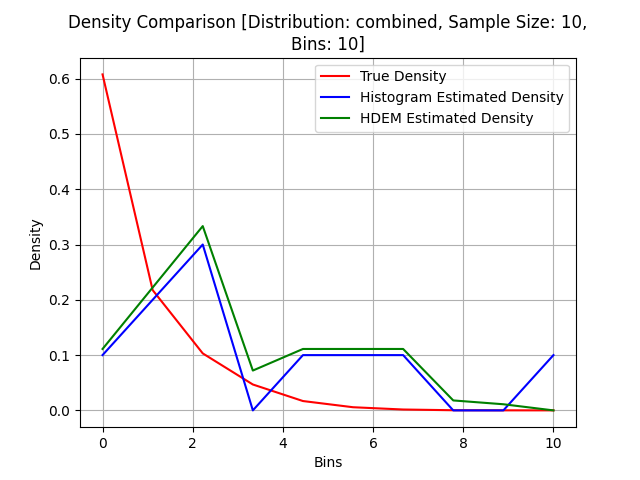 Density Comparison [Distribution: combined, Sample Size: 10,
Bins: 10]
True Density
Histogram Estimated Density
HDEM Estimated Density
Density
0.6
0.5
0.4
0.3
0.2
0.1
0.0
0 2 4 6 8 10
Bins